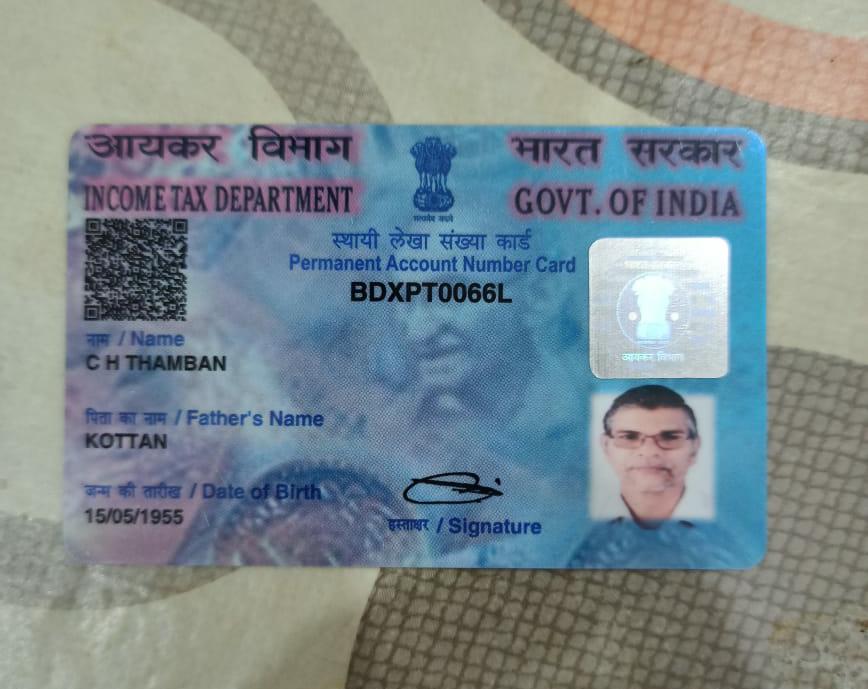 आयकर विभाग
INCOME TAX DEPARTMENT
सत्यमेव जयते
भारत सरकार
GOVT. OF INDIA
स्थायी लेखा संख्या कार्ड
Permanent Account Number Card
BDXPT0066L
नाम / Name
C H THAMBAN
पिता का नाम / Father's Name
KOTTAN
जन्म की तारीख / Date of Birth
15/05/1955
हस्ताक्षर / Signature
आयकर विभाग